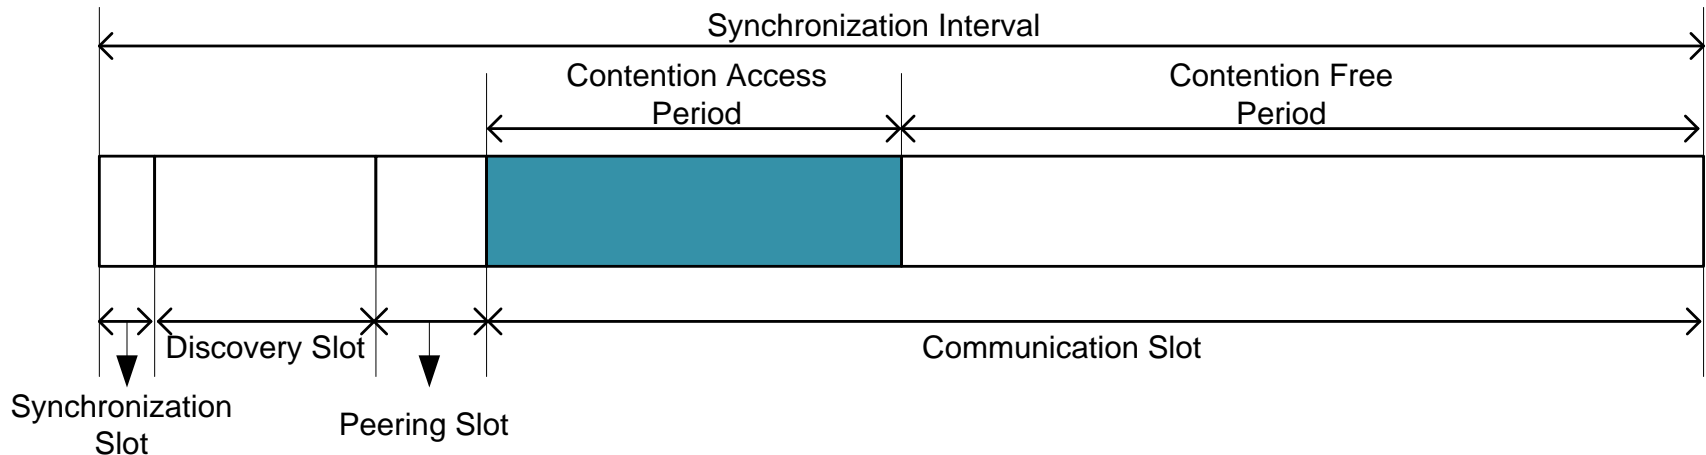 Synchronization Interval
Contention Access
Period
Contention Free
Period
Discovery Slot
Communication Slot
Synchronization
Slot
Peering Slot